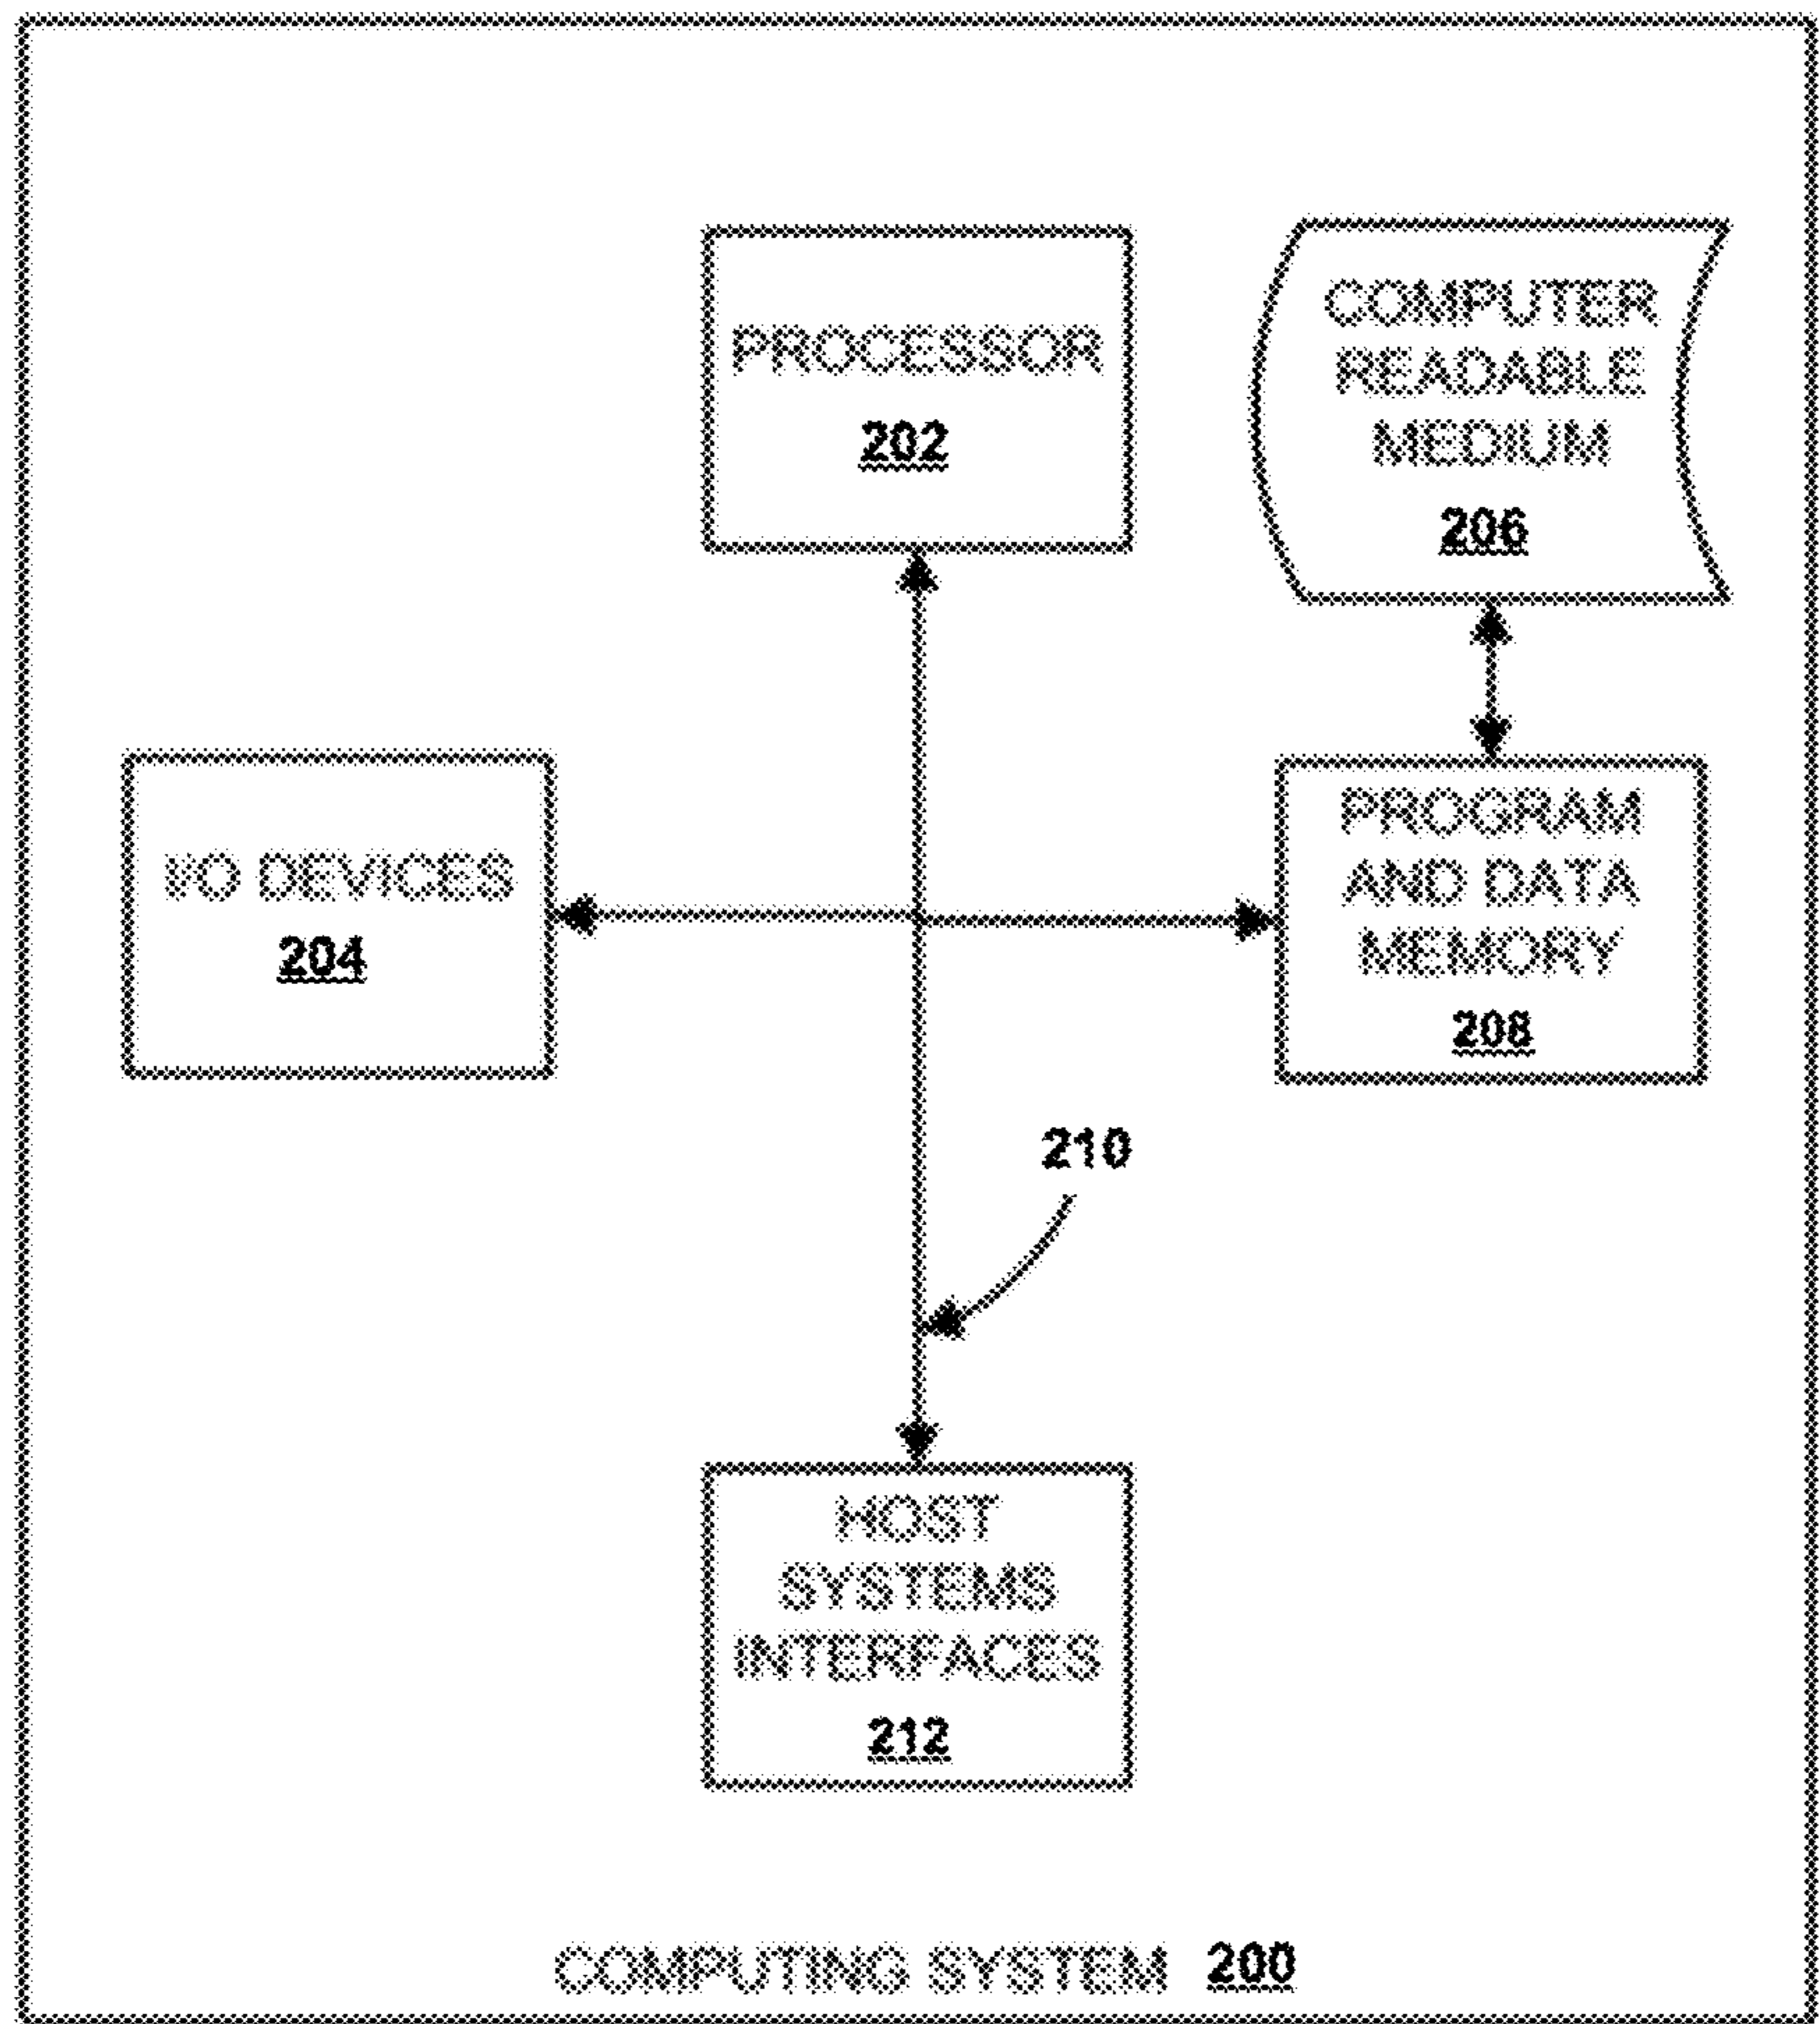 PROCESSOR
202
COMPUTER
READABLE
MEDIUM
206
I/O DEVICES
204
PROGRAM
AND DATA
MEMORY
208
210
HOST
SYSTEMS
INTERFACES
212
COMPUTING SYSTEM 200